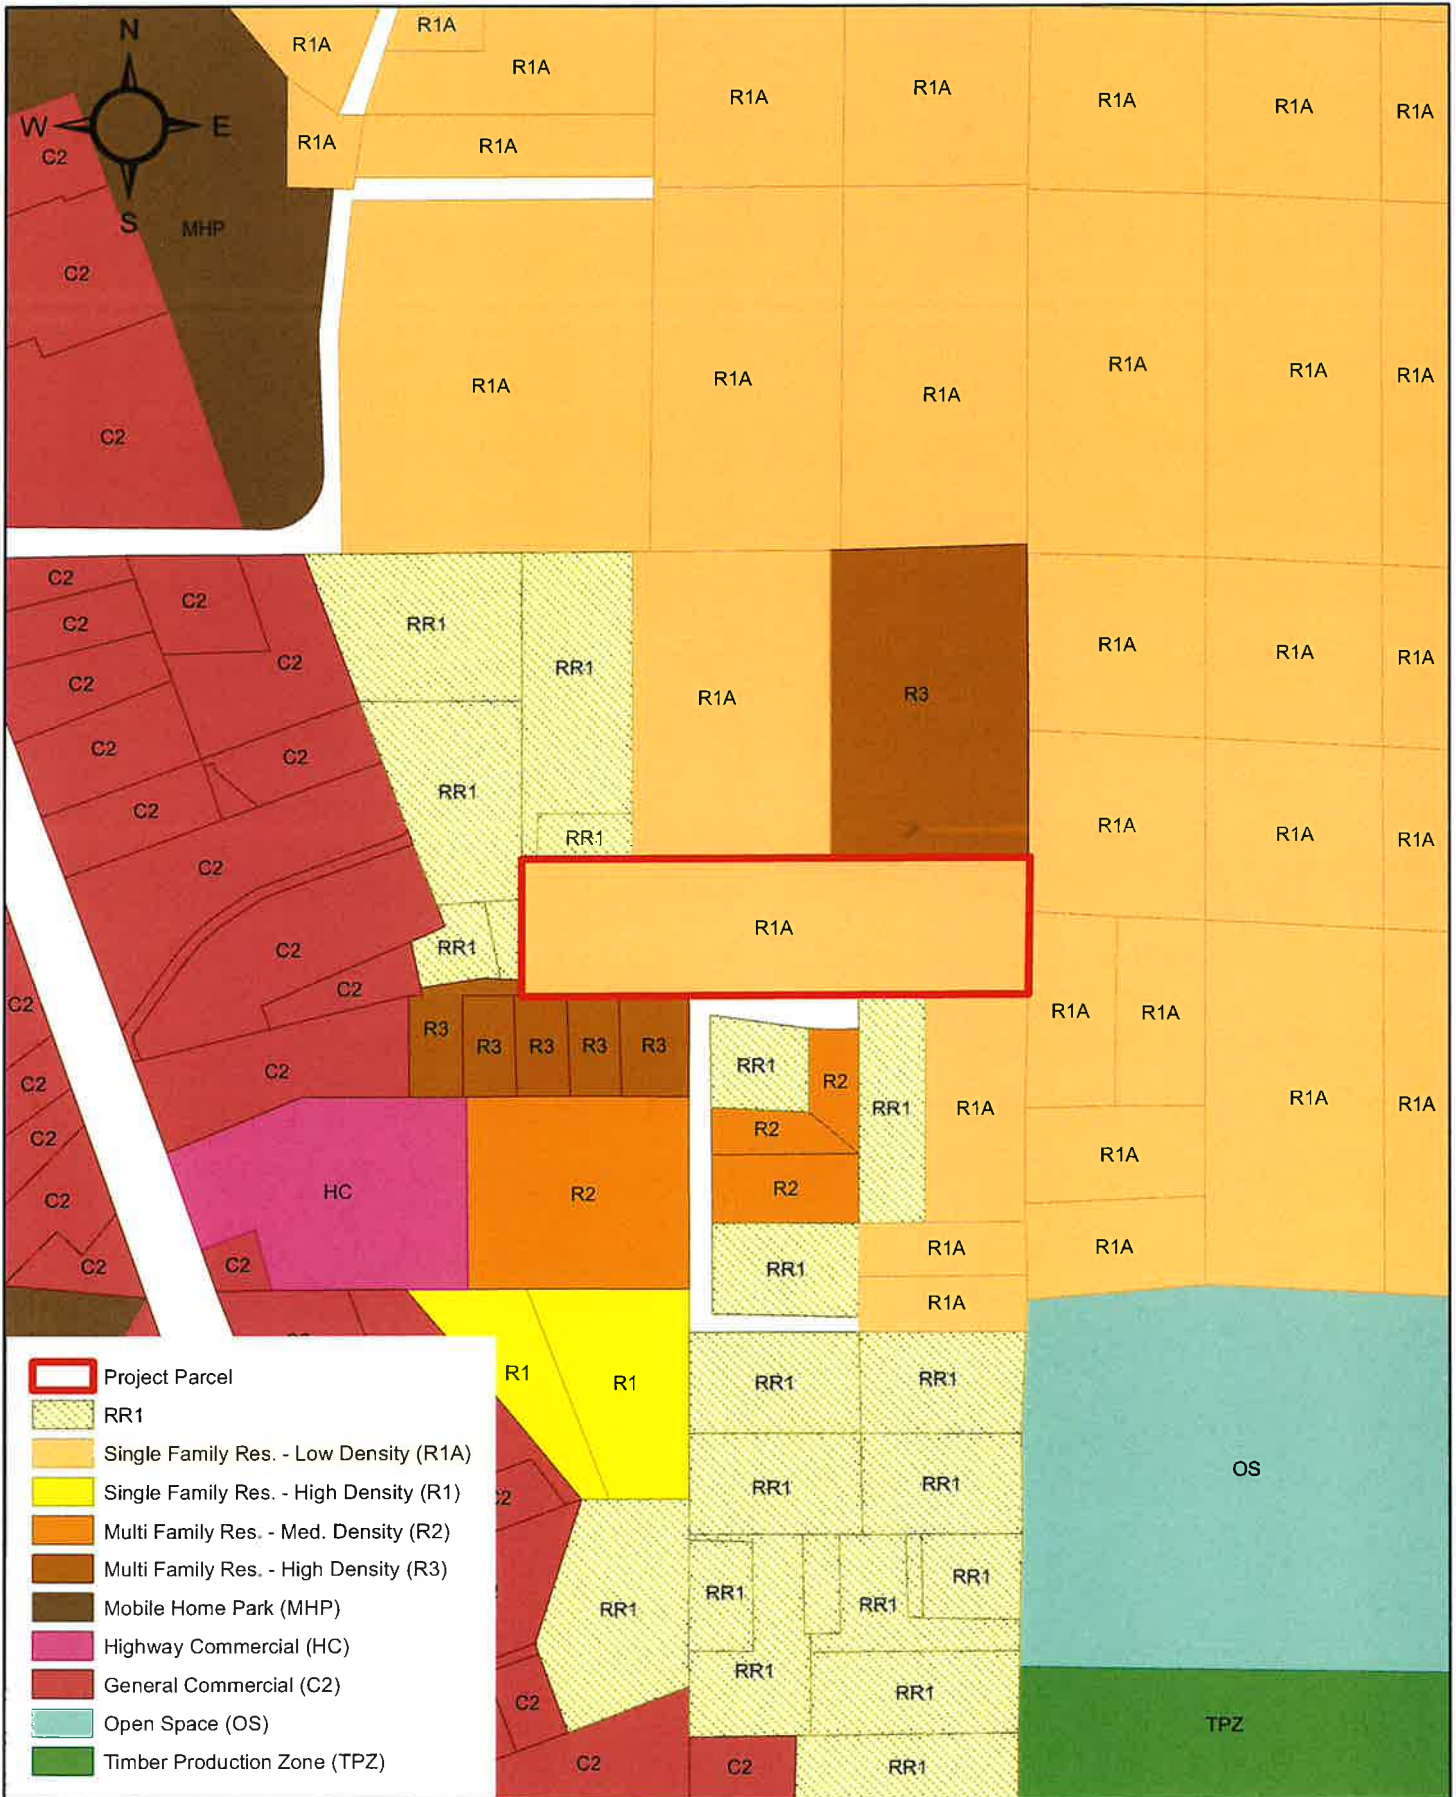 N
R1A
R1A
R1A
R1A
R1A
R1A
R1A
R1A
W
E
C2
R1A
R1A
S
MHP
C2
R1A
R1A
R1A
R1A
R1A
R1A
C2
C2
C2
C2
C2
C2
C2
C2
C2
C2
RR1
RR1
R1A
R3
R1A
R1A
R1A
RR1
RR1
R1A
R1A
R1A
C2
C2
C2
RR1
R1A
C2
C2
C2
C2
C2
C2
C2
R3
R3
R3
R3
R3
RR1
R2
R2
R2
RR1
RR1
R1A
R1A
R1A
R1A
R1A
R1A
R1A
R1A
R1A
HC
C2
R2
R1
R1
RR1
RR1
RR1
RR1
OS
C2
RR1
RR1
RR1
RR1
RR1
RR1
C2
C2
C2
RR1
TPZ
Project Parcel
RR1
Single Family Res. - Low Density (R1A)
Single Family Res. - High Density (R1)
Multi Family Res. - Med. Density (R2)
Multi Family Res. - High Density (R3)
Mobile Home Park (MHP)
Highway Commercial (HC)
General Commercial (C2)
Open Space (OS)
Timber Production Zone (TPZ)